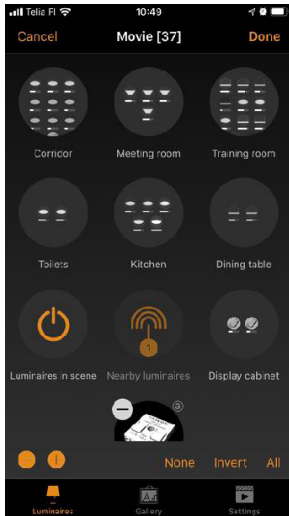 Telia FI 10:49
Cancel Movie [37] Done
Corridor Meeting room Training room
Toilets Kitchen Dining table
Luminaires in scene Nearby luminaires Display cabinet
1
None Invert All
Luminaires Gallery Settings